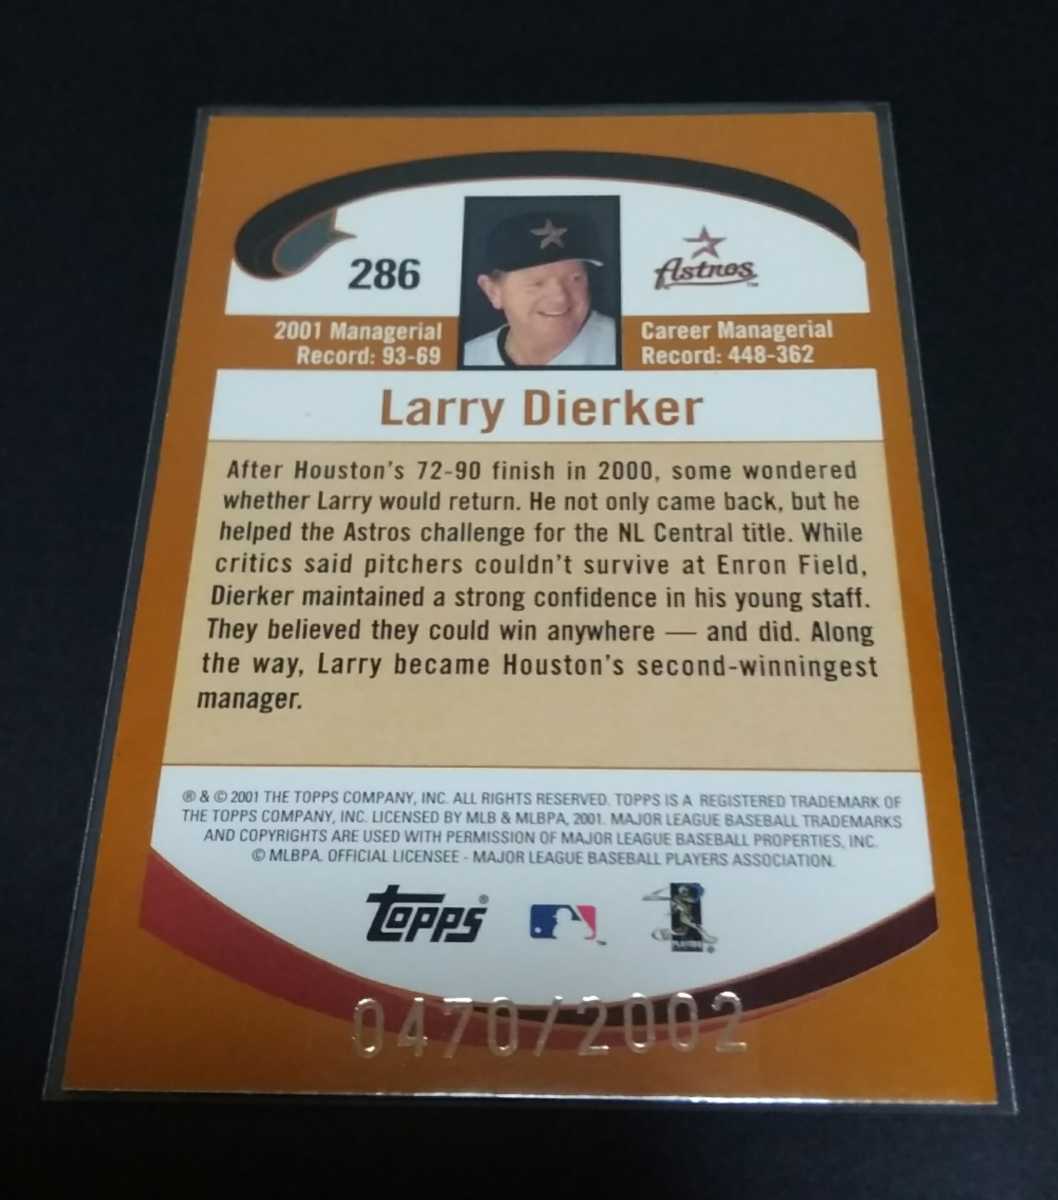 286
Astros
2001 Managerial
Record: 93-69
Career Managerial
Record: 448-362
Larry Dierker
After Houston's 72-90 finish in 2000, some wondered
whether Larry would return. He not only came back, but he
helped the Astros challenge for the NL Central title. While
critics said pitchers couldn't survive at Enron Field,
Dierker maintained a strong confidence in his young staff.
They believed they could win anywhere — and did. Along
the way, Larry became Houston's second-winningest
manager.
® & © 2001 THE TOPPS COMPANY, INC. ALL RIGHTS RESERVED. TOPPS IS A REGISTERED TRADEMARK OF
THE TOPPS COMPANY, INC. LICENSED BY MLB & MLBPA, 2001. MAJOR LEAGUE BASEBALL TRADEMARKS
AND COPYRIGHTS ARE USED WITH PERMISSION OF MAJOR LEAGUE BASEBALL PROPERTIES, INC.
© MLBPA. OFFICIAL LICENSEE - MAJOR LEAGUE BASEBALL PLAYERS ASSOCIATION.
TOPPS®
0470/2002